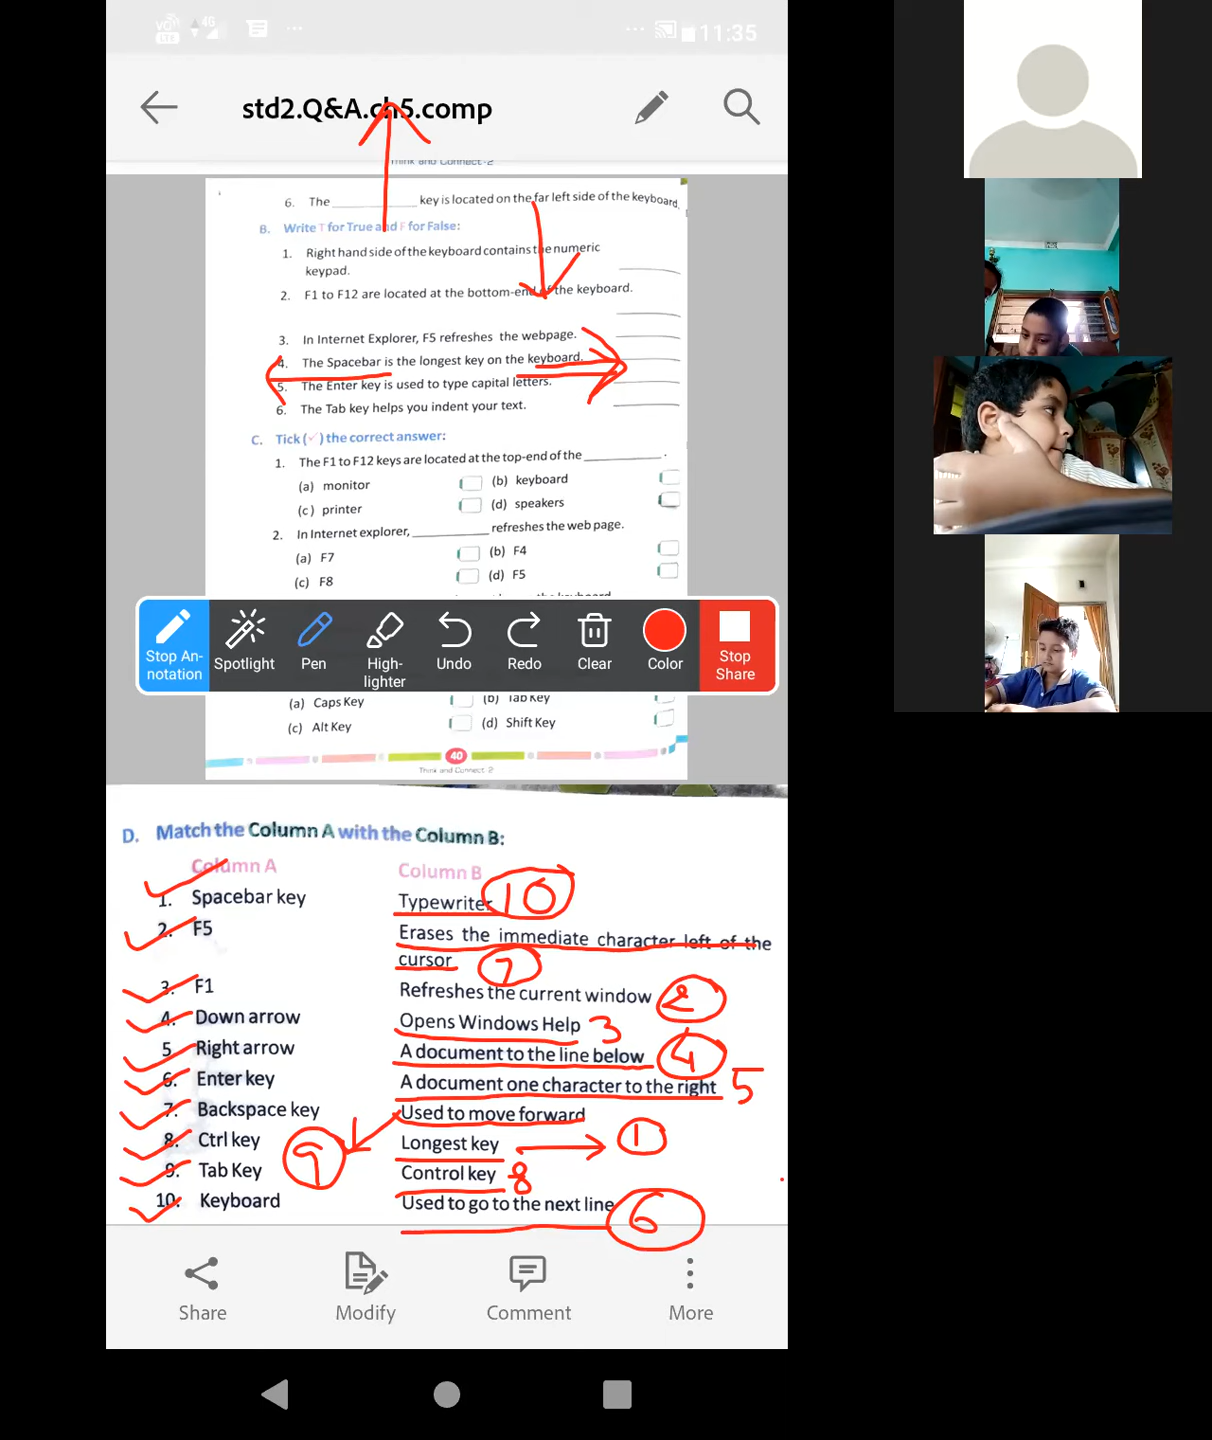 4G
11:35
std2.Q&A.ch5.comp
Think and Connect-2
6. The ____________ key is located on the far left side of the keyboard.
B. Write T for True and F for False:
1. Right hand side of the keyboard contains the numeric
keypad.
2. F1 to F12 are located at the bottom-end of the keyboard.
3. In Internet Explorer, F5 refreshes the webpage.
4. The Spacebar is the longest key on the keyboard.
5. The Enter key is used to type capital letters.
6. The Tab key helps you indent your text.
C. Tick (✓) the correct answer:
1. The F1 to F12 keys are located at the top-end of the ____________ .
(a) monitor (b) keyboard
(c) printer (d) speakers
2. In Internet explorer, ____________ refreshes the web page.
(a) F7 (b) F4
(c) F8 (d) F5
Stop An-
notation
Spotlight
Pen
High-
lighter
Undo
Redo
Clear
Color
Stop
Share
(a) Caps Key (b) Tab Key
(c) Alt Key (d) Shift Key
40
Think and Connect-2
D. Match the Column A with the Column B:
Column A Column B
1. Spacebar key Typewriter 10
2. F5 Erases the immediate character left of the
cursor 7
3. F1 Refreshes the current window 2
4. Down arrow Opens Windows Help 3
5. Right arrow A document to the line below 4
6. Enter key A document one character to the right 5
7. Backspace key Used to move forward 9
8. Ctrl key Longest key 1
9. Tab Key Control key 8
10. Keyboard Used to go to the next line 6
Share Modify Comment More